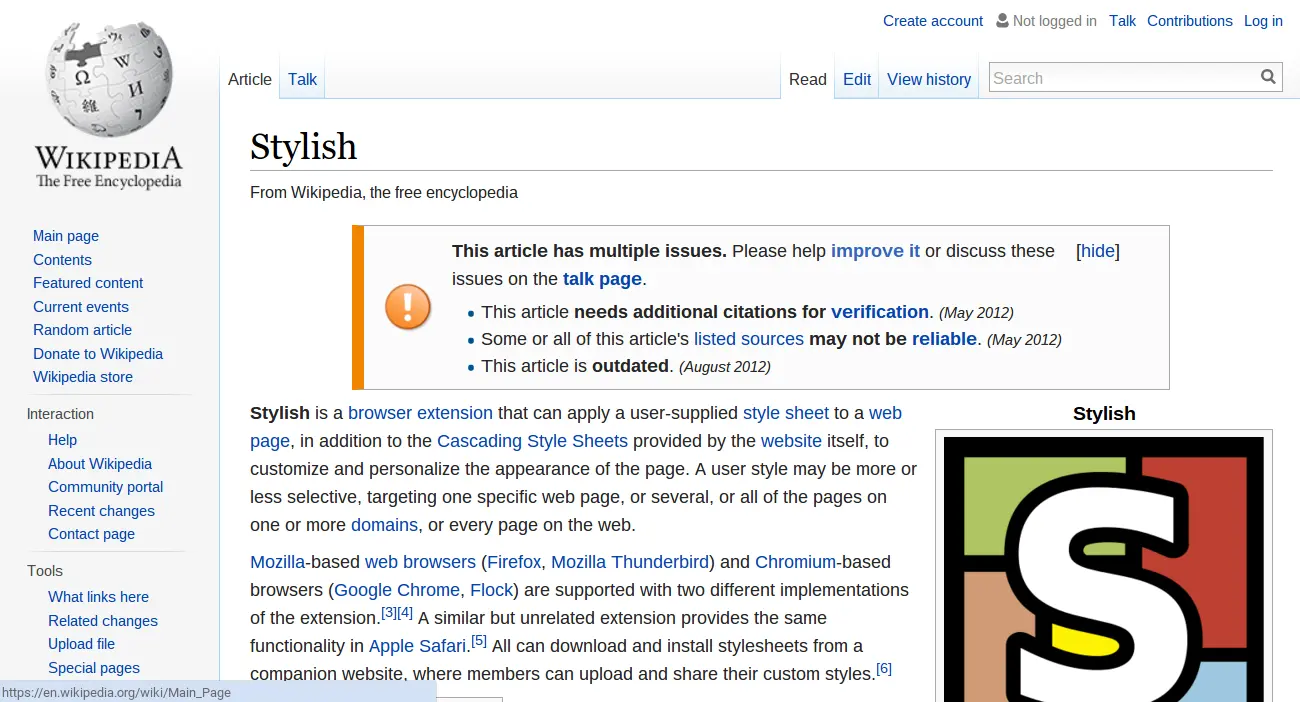 Create account Not logged in Talk Contributions Log in
Article Talk Read Edit View history Search
WIKIPEDIA
The Free Encyclopedia
Main page
Contents
Featured content
Current events
Random article
Donate to Wikipedia
Wikipedia store
Interaction
Help
About Wikipedia
Community portal
Recent changes
Contact page
Tools
What links here
Related changes
Upload file
Special pages
https://en.wikipedia.org/wiki/Main_Page
Stylish
From Wikipedia, the free encyclopedia
This article has multiple issues. Please help improve it or discuss these [hide]
issues on the talk page.
• This article needs additional citations for verification. (May 2012)
• Some or all of this article's listed sources may not be reliable. (May 2012)
• This article is outdated. (August 2012)
Stylish is a browser extension that can apply a user-supplied style sheet to a web
page, in addition to the Cascading Style Sheets provided by the website itself, to
customize and personalize the appearance of the page. A user style may be more or
less selective, targeting one specific web page, or several, or all of the pages on
one or more domains, or every page on the web.
Mozilla-based web browsers (Firefox, Mozilla Thunderbird) and Chromium-based
browsers (Google Chrome, Flock) are supported with two different implementations
of the extension.[3][4] A similar but unrelated extension provides the same
functionality in Apple Safari.[5] All can download and install stylesheets from a
companion website, where members can upload and share their custom styles.[6]
Stylish
S